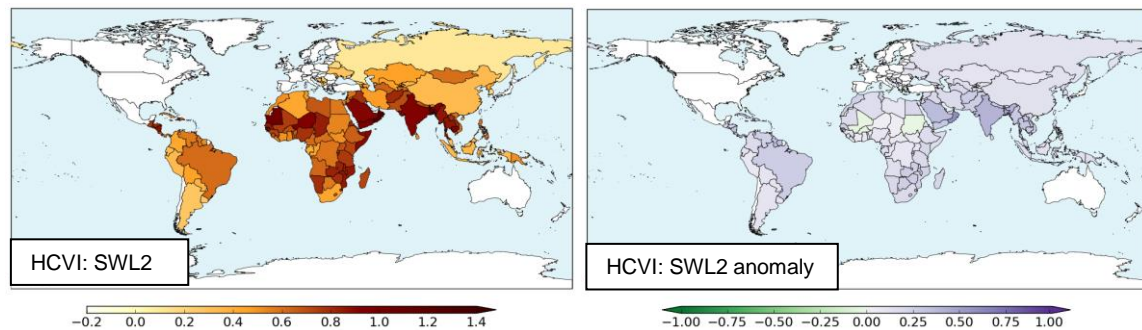 HCVI: SWL2
−0.2 0.0 0.2 0.4 0.6 0.8 1.0 1.2 1.4
HCVI: SWL2 anomaly
−1.00 −0.75 −0.50 −0.25 0.00 0.25 0.50 0.75 1.00